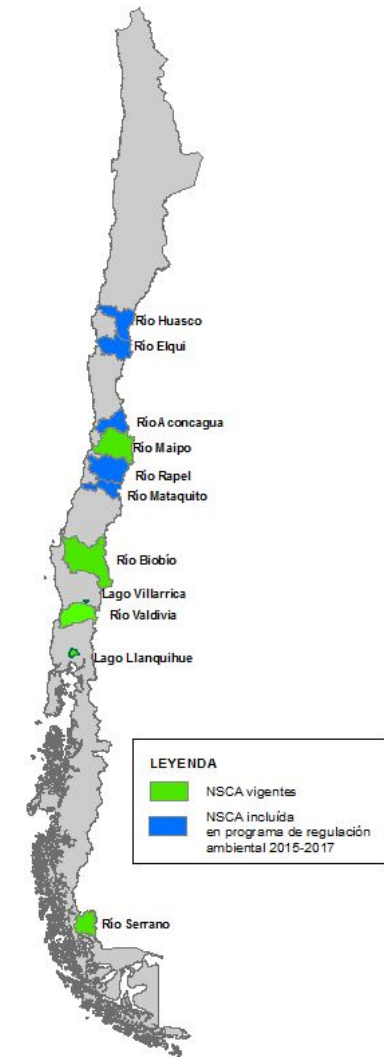 Río Huasco
Río Elqui
Río Aconcagua
Río Maipo
Río Rapel
Río Mataquito
Río Biobío
Lago Villarrica
Río Valdivia
Lago Llanquihue
LEYENDA
NSCA vigentes
NSCA incluída
en programa de regulación
ambiental 2015-2017
Río Serrano